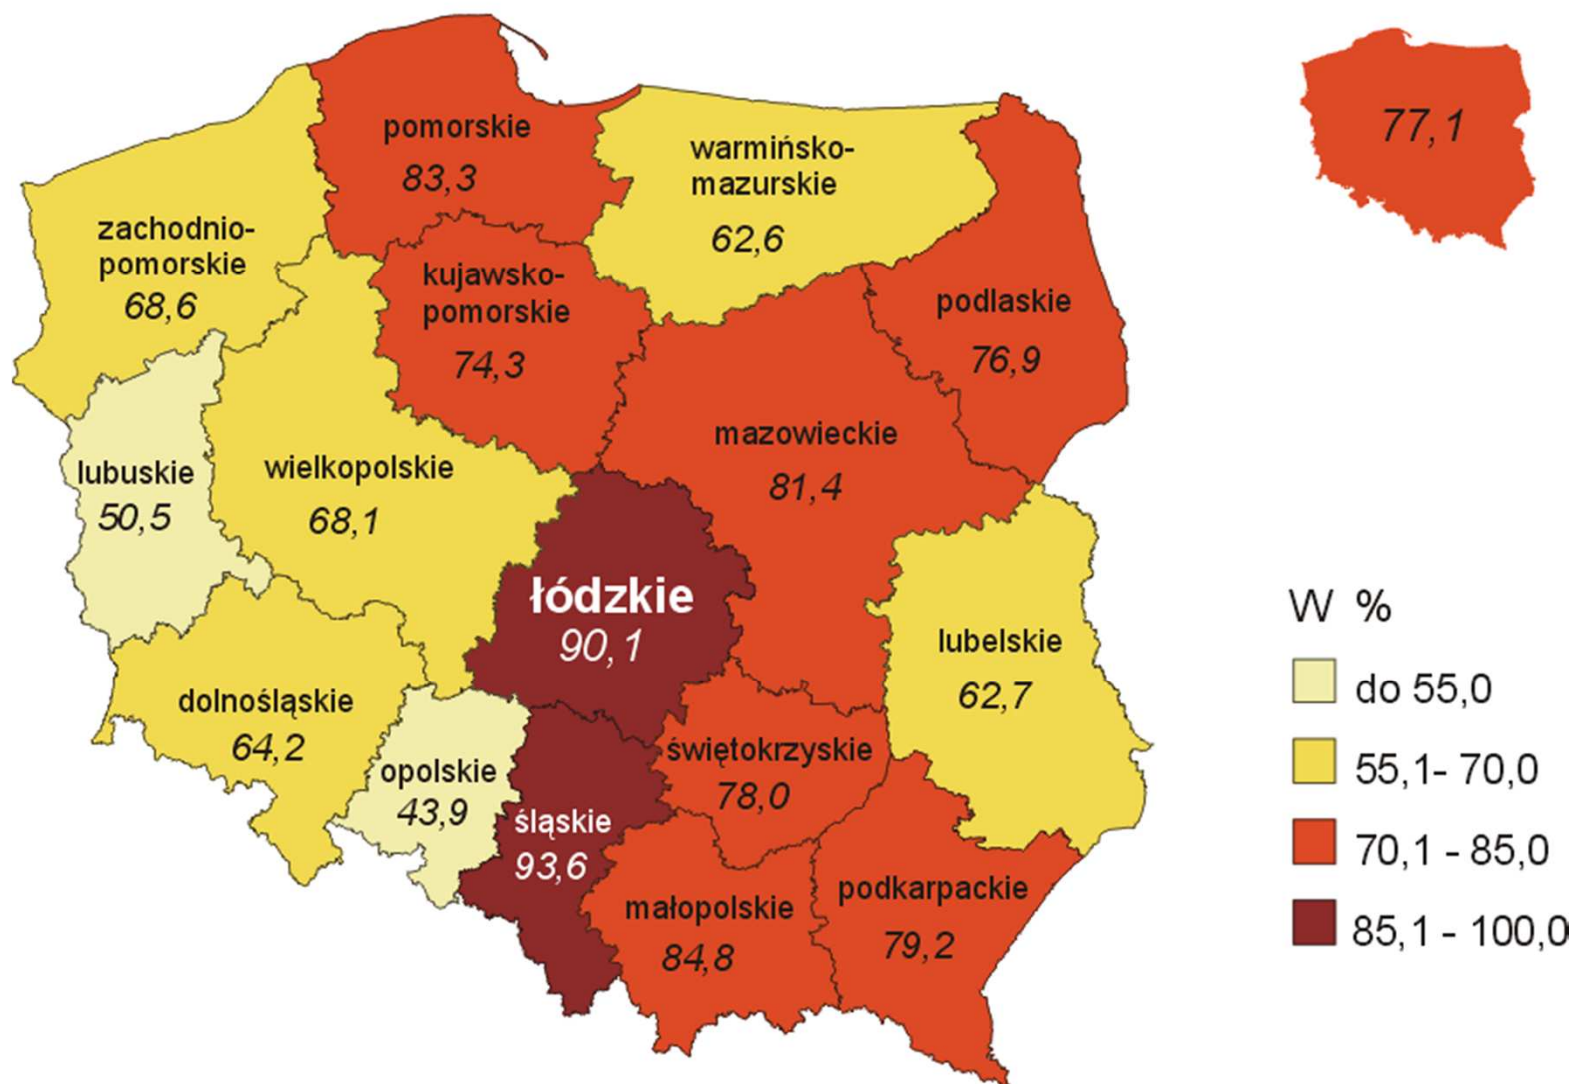 pomorskie
83,3
warmińsko-
mazurskie
62,6
77,1
zachodnio-
pomorskie
68,6
kujawsko-
pomorskie
74,3
podlaskie
76,9
mazowieckie
81,4
lubuskie
50,5
wielkopolskie
68,1
łódzkie
90,1
lubelskie
62,7
dolnośląskie
64,2
opolskie
43,9
śląskie
93,6
świętokrzyskie
78,0
małopolskie
84,8
podkarpackie
79,2
W %
do 55,0
55,1- 70,0
70,1 - 85,0
85,1 - 100,0